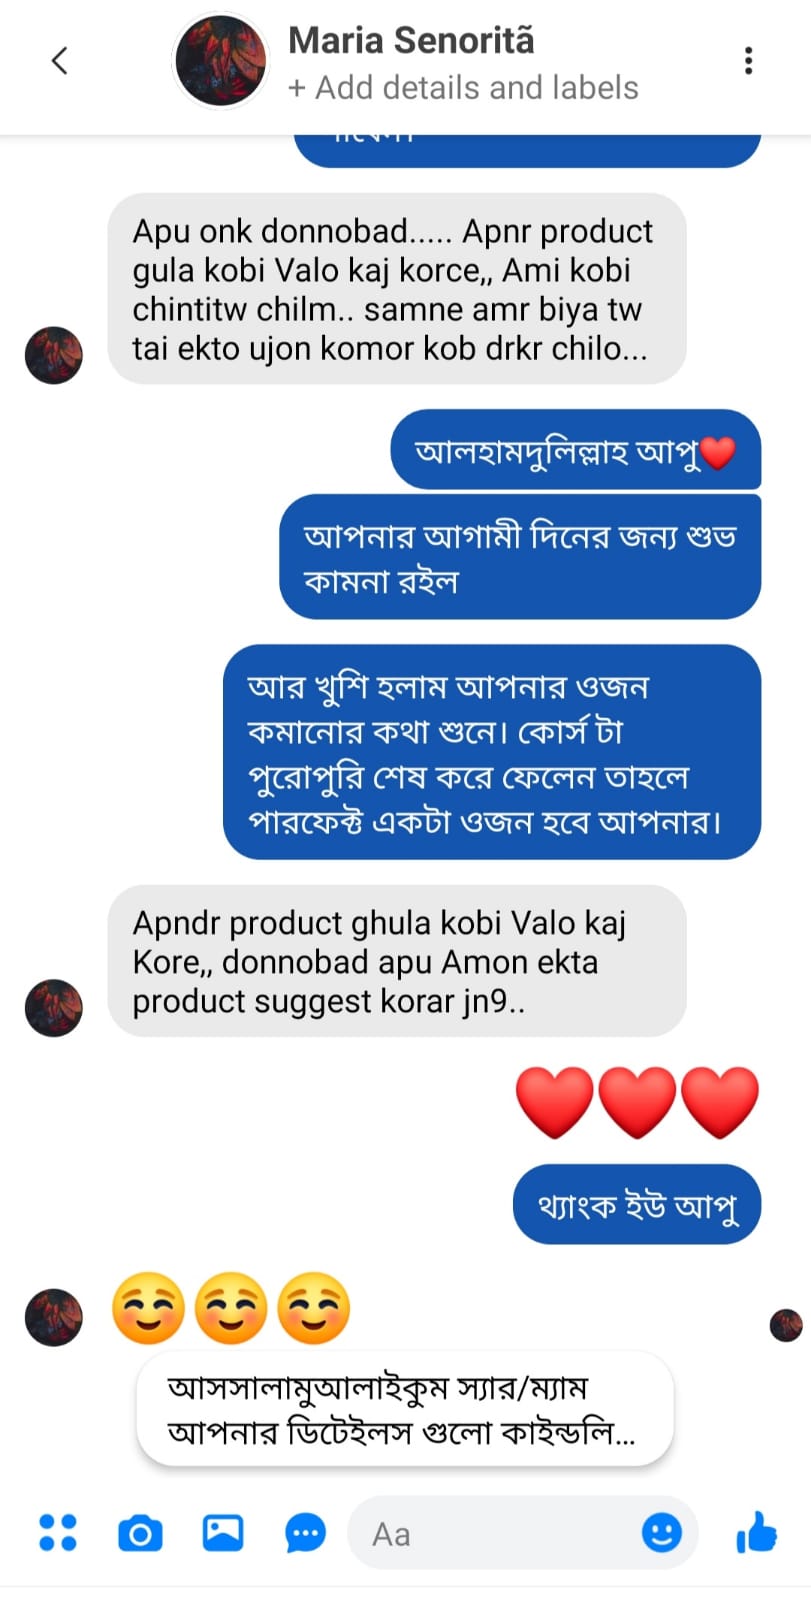 Maria Senoritã
+ Add details and labels
Apu onk donnobad..... Apnr product
gula kobi Valo kaj korce,, Ami kobi
chintitw chilm.. samne amr biya tw
tai ekto ujon komor kob drkr chilo...
আলহামদুলিল্লাহ আপু❤️
আপনার আগামী দিনের জন্য শুভ
কামনা রইল
আর খুশি হলাম আপনার ওজন
কমানোর কথা শুনে। কোর্স টা
পুরোপুরি শেষ করে ফেলেন তাহলে
পারফেক্ট একটা ওজন হবে আপনার।
Apndr product ghula kobi Valo kaj
Kore,, donnobad apu Amon ekta
product suggest korar jn9..
❤️❤️❤️
থ্যাংক ইউ আপু
☺️☺️☺️
আসসালামুআলাইকুম স্যার/ম্যাম
আপনার ডিটেইলস গুলো কাইন্ডলি...
Aa